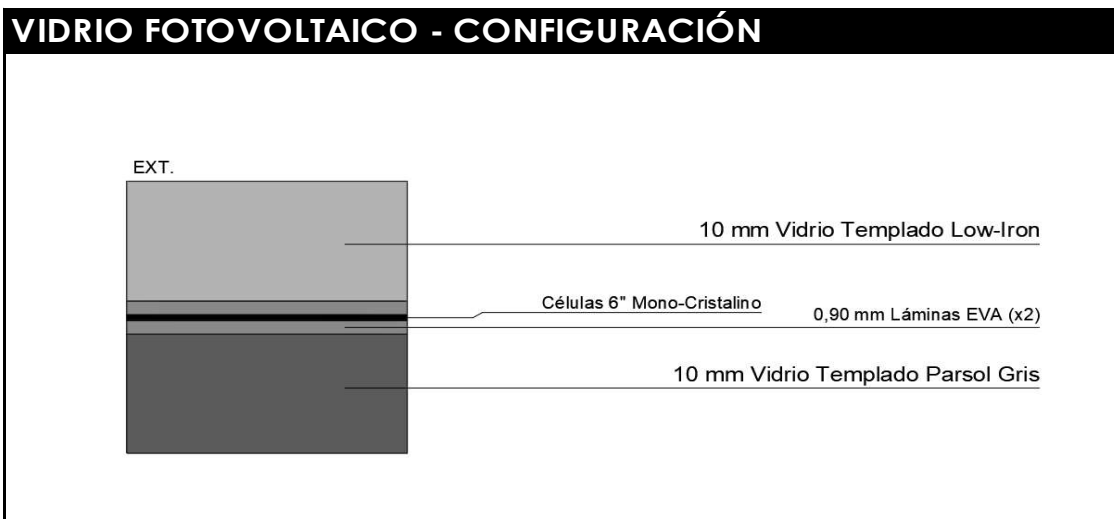 VIDRIO FOTOVOLTAICO - CONFIGURACIÓN
EXT.
10 mm Vidrio Templado Low-Iron
Células 6" Mono-Cristalino
0,90 mm Láminas EVA (x2)
10 mm Vidrio Templado Parsol Gris